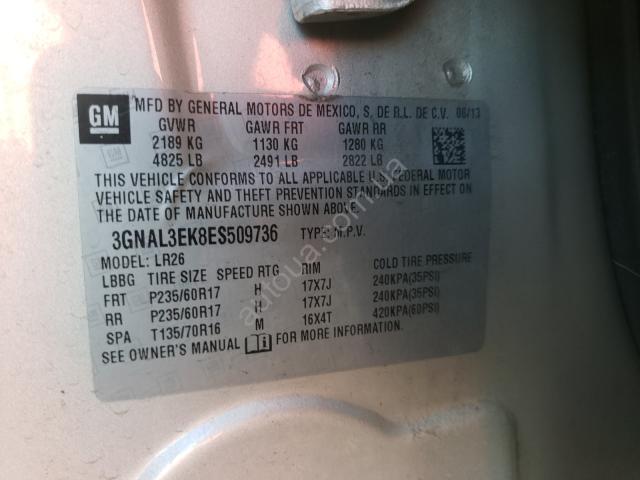 GM
MFD BY GENERAL MOTORS DE MEXICO, S. DE R.L. DE C.V. 06/13
GVWR GAWR FRT GAWR RR
2189 KG 1130 KG 1280 KG
4825 LB 2491 LB 2822 LB
THIS VEHICLE CONFORMS TO ALL APPLICABLE U.S. FEDERAL MOTOR
VEHICLE SAFETY AND THEFT PREVENTION STANDARDS IN EFFECT ON
THE DATE OF MANUFACTURE SHOWN ABOVE.
3GNAL3EK8ES509736 TYPE: M.P.V.
MODEL: LR26
LBBG TIRE SIZE SPEED RTG RIM COLD TIRE PRESSURE
FRT P235/60R17 H 17X7J 240KPA(35PSI)
RR P235/60R17 H 17X7J 240KPA(35PSI)
SPA T135/70R16 M 16X4T 420KPA(60PSI)
SEE OWNER'S MANUAL FOR MORE INFORMATION.
autoua.com.ua